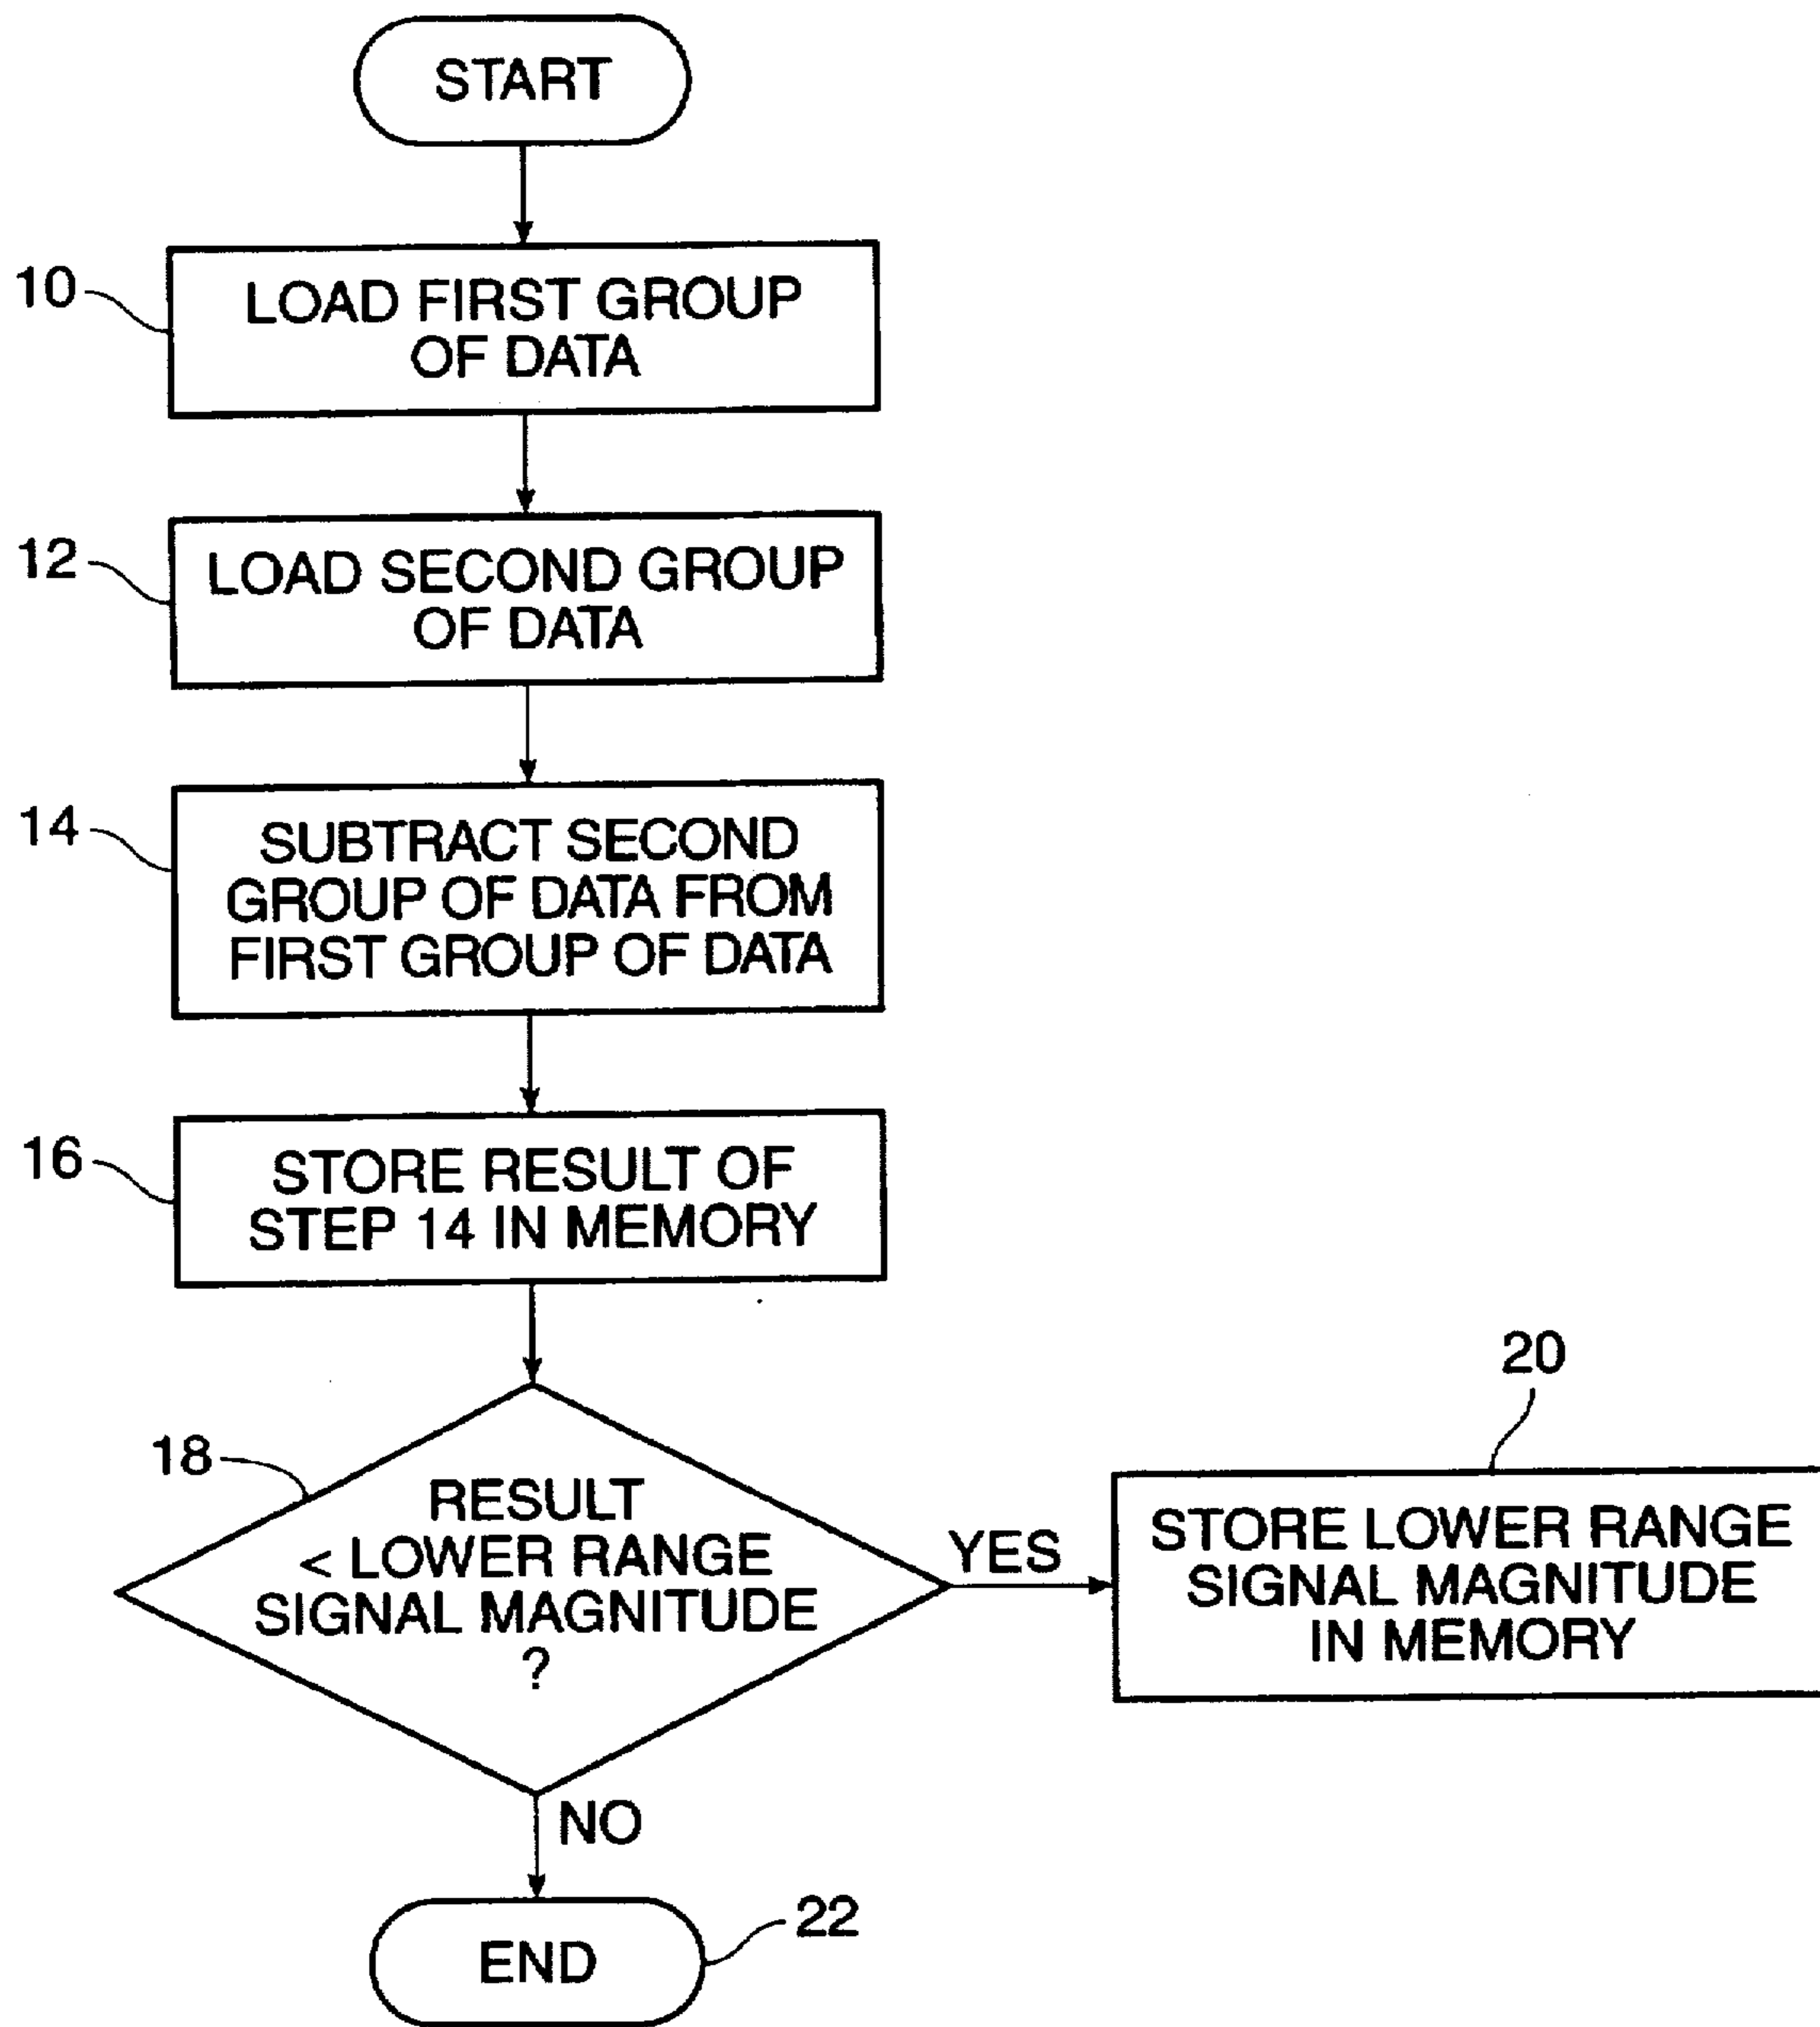 START
10
LOAD FIRST GROUP
OF DATA
12
LOAD SECOND GROUP
OF DATA
14
SUBTRACT SECOND
GROUP OF DATA FROM
FIRST GROUP OF DATA
16
STORE RESULT OF
STEP 14 IN MEMORY
18
RESULT
< LOWER RANGE
SIGNAL MAGNITUDE
?
YES
20
STORE LOWER RANGE
SIGNAL MAGNITUDE
IN MEMORY
NO
END
22